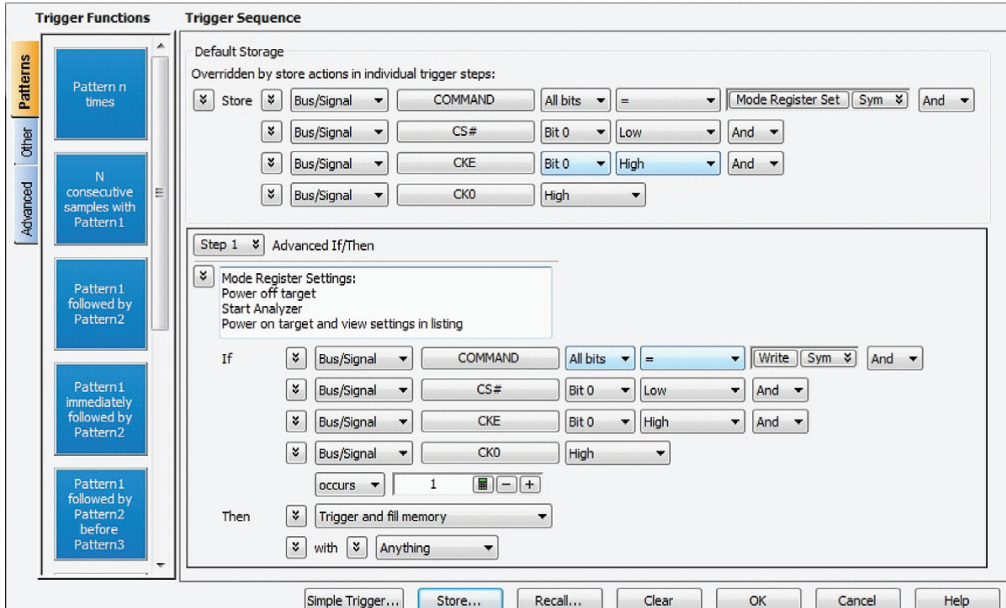 Trigger Functions
Trigger Sequence
Patterns
Other
Advanced
Pattern n
times
N
consecutive
samples with
Pattern1
Pattern1
followed by
Pattern2
Pattern1
immediately
followed by
Pattern2
Pattern1
followed by
Pattern2
before
Pattern3
Default Storage
Overridden by store actions in individual trigger steps:
Store Bus/Signal COMMAND All bits = Mode Register Set Sym And
Bus/Signal CS# Bit 0 Low And
Bus/Signal CKE Bit 0 High And
Bus/Signal CK0 High
Step 1 Advanced If/Then
Mode Register Settings:
Power off target
Start Analyzer
Power on target and view settings in listing
If Bus/Signal COMMAND All bits = Write Sym And
Bus/Signal CS# Bit 0 Low And
Bus/Signal CKE Bit 0 High And
Bus/Signal CK0 High
occurs 1 - +
Then Trigger and fill memory
with Anything
Simple Trigger... Store... Recall... Clear OK Cancel Help